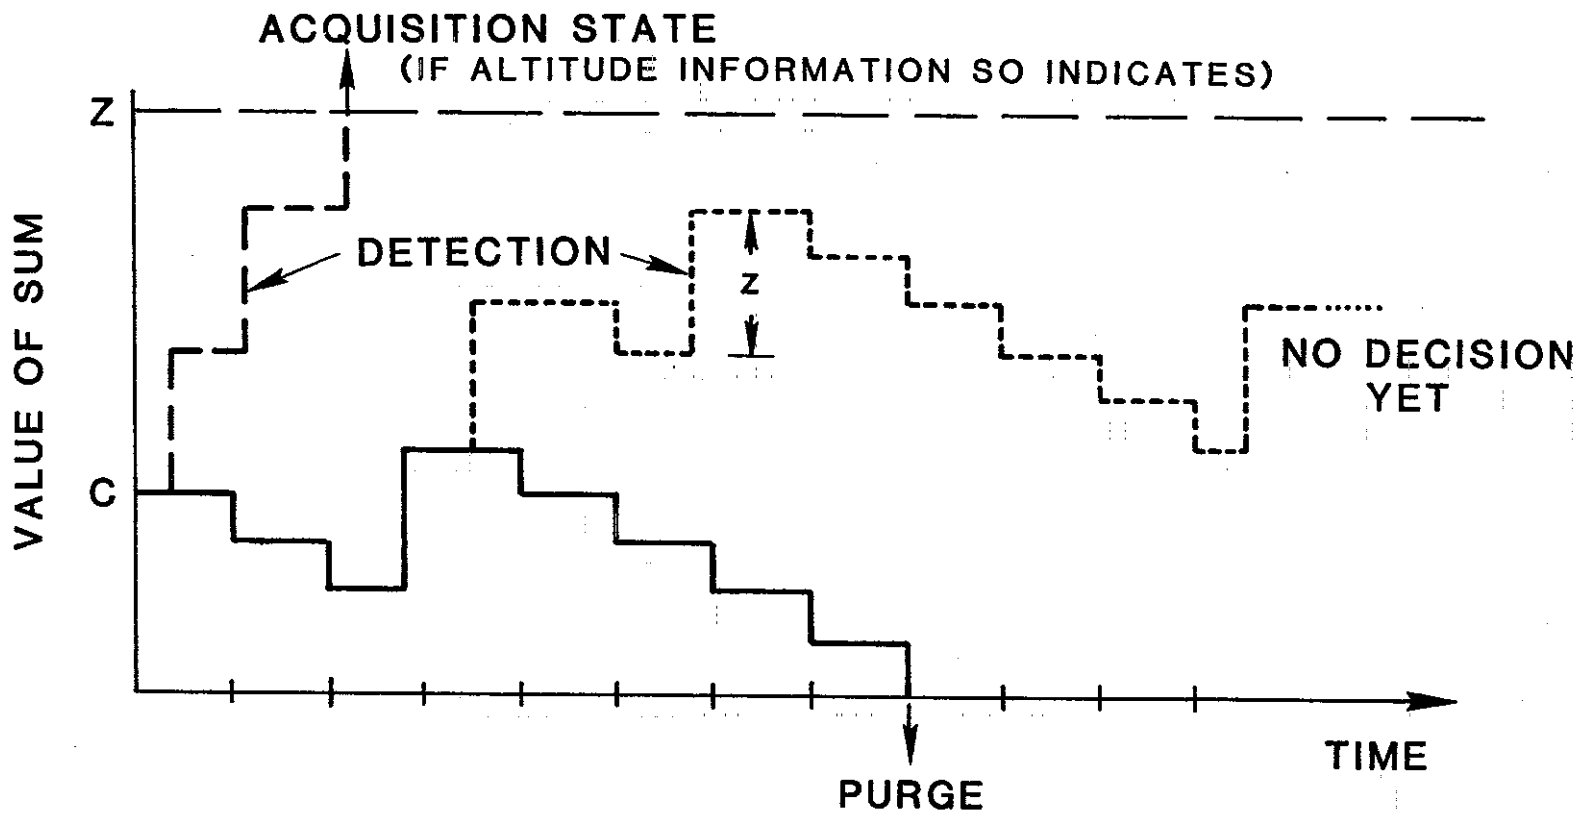 ACQUISITION STATE
(IF ALTITUDE INFORMATION SO INDICATES)
Z
VALUE OF SUM
DETECTION
Z
NO DECISION
YET
C
TIME
PURGE